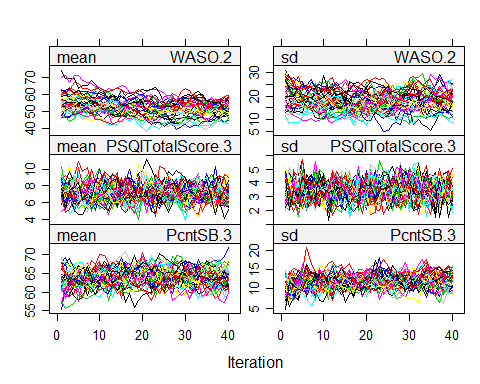 mean WASO.2 sd WASO.2
40 50 60 70
5 10 20 30
mean PSQITotalScore.3 sd PSQITotalScore.3
4 6 8 10
2 3 4 5
mean PcntSB.3 sd PcntSB.3
55 60 65 70
5 10 15 20
0 10 20 30 40 0 10 20 30 40
Iteration